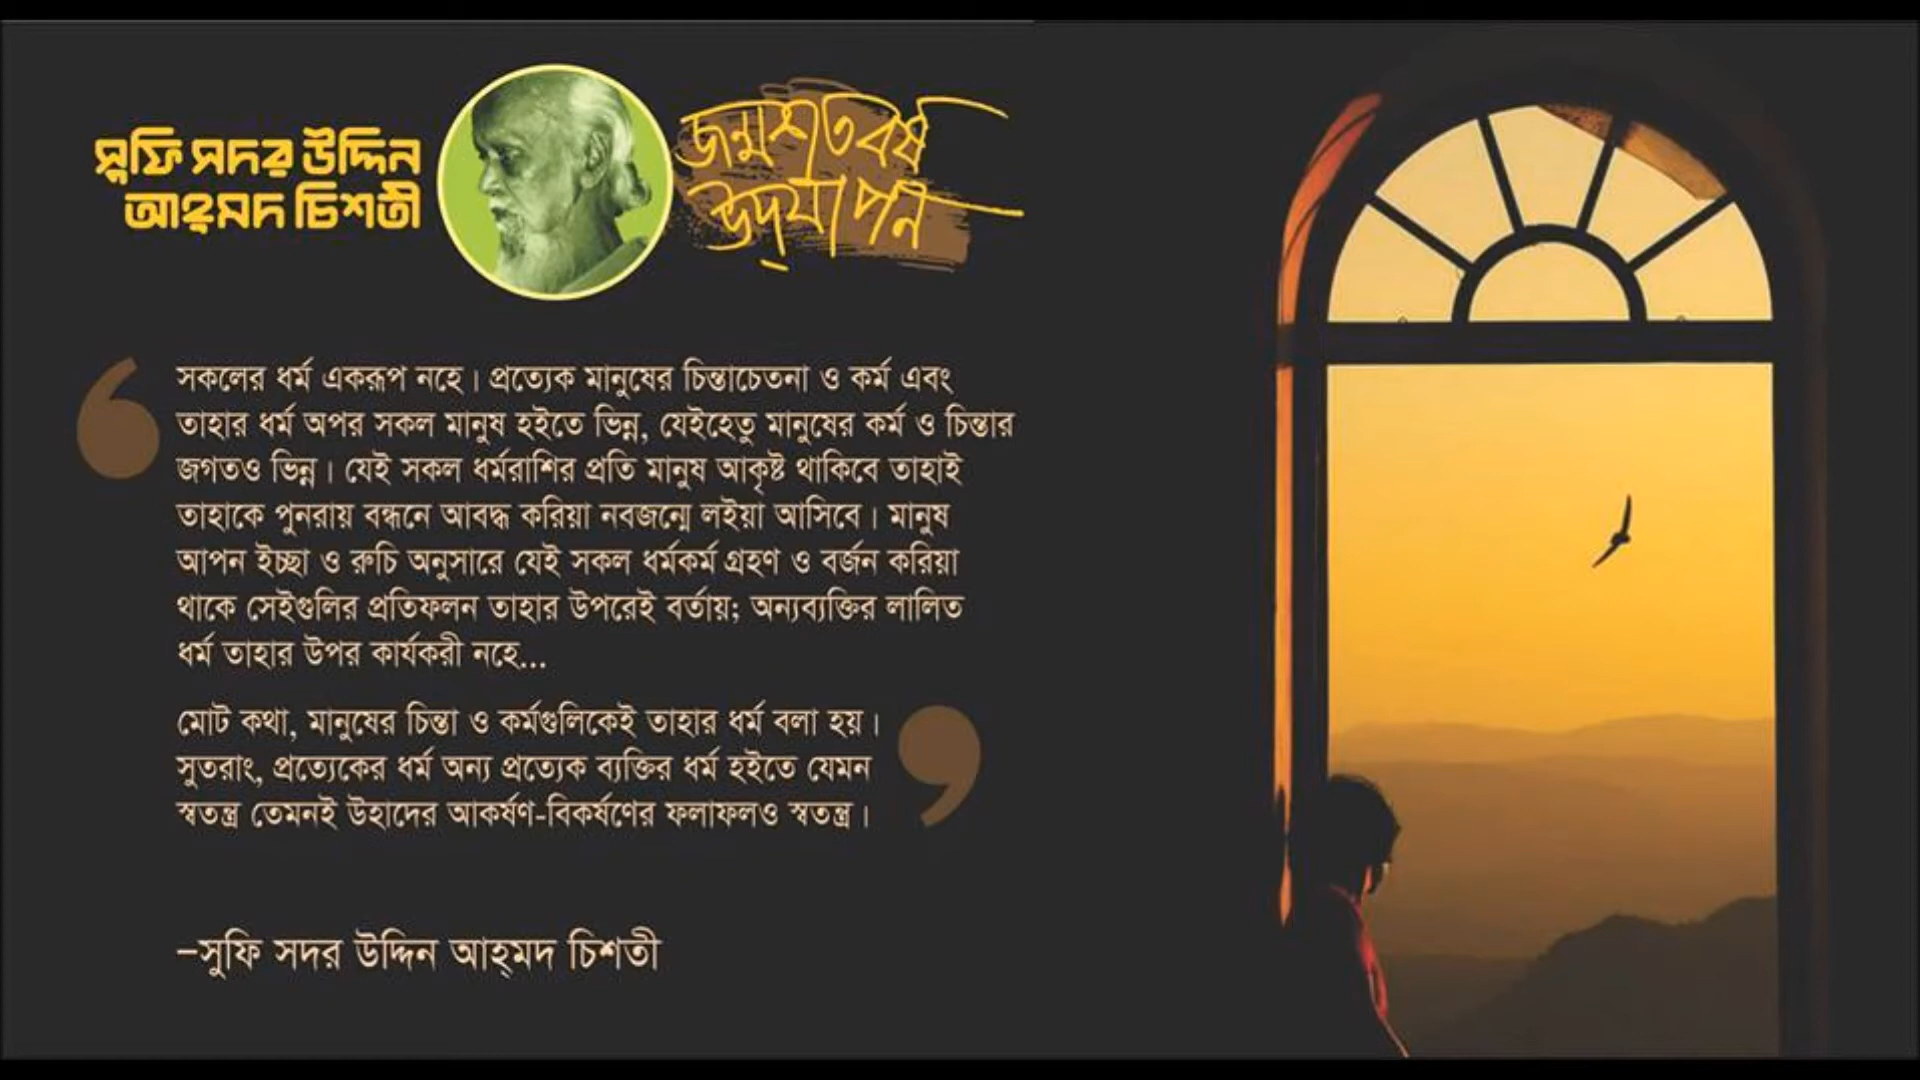 সুফি সদর উদ্দিন
আহ্‌মদ চিশতী
জন্মশতবর্ষ
উদ্‌যাপন
সকলের ধর্ম একরূপ নহে। প্রত্যেক মানুষের চিন্তাচেতনা ও কর্ম এবং
তাহার ধর্ম অপর সকল মানুষ হইতে ভিন্ন, যেইহেতু মানুষের কর্ম ও চিন্তার
জগতও ভিন্ন। যেই সকল ধর্মরাশির প্রতি মানুষ আকৃষ্ট থাকিবে তাহাই
তাহাকে পুনরায় বন্ধনে আবদ্ধ করিয়া নবজন্মে লইয়া আসিবে। মানুষ
আপন ইচ্ছা ও রুচি অনুসারে যেই সকল ধর্মকর্ম গ্রহণ ও বর্জন করিয়া
থাকে সেইগুলির প্রতিফলন তাহার উপরেই বর্তায়; অন্যব্যক্তির লালিত
ধর্ম তাহার উপর কার্যকরী নহে...
মোট কথা, মানুষের চিন্তা ও কর্মগুলিকেই তাহার ধর্ম বলা হয়।
সুতরাং, প্রত্যেকের ধর্ম অন্য প্রত্যেক ব্যক্তির ধর্ম হইতে যেমন
স্বতন্ত্র তেমনই উহাদের আকর্ষণ-বিকর্ষণের ফলাফলও স্বতন্ত্র।
–সুফি সদর উদ্দিন আহ্‌মদ চিশতী